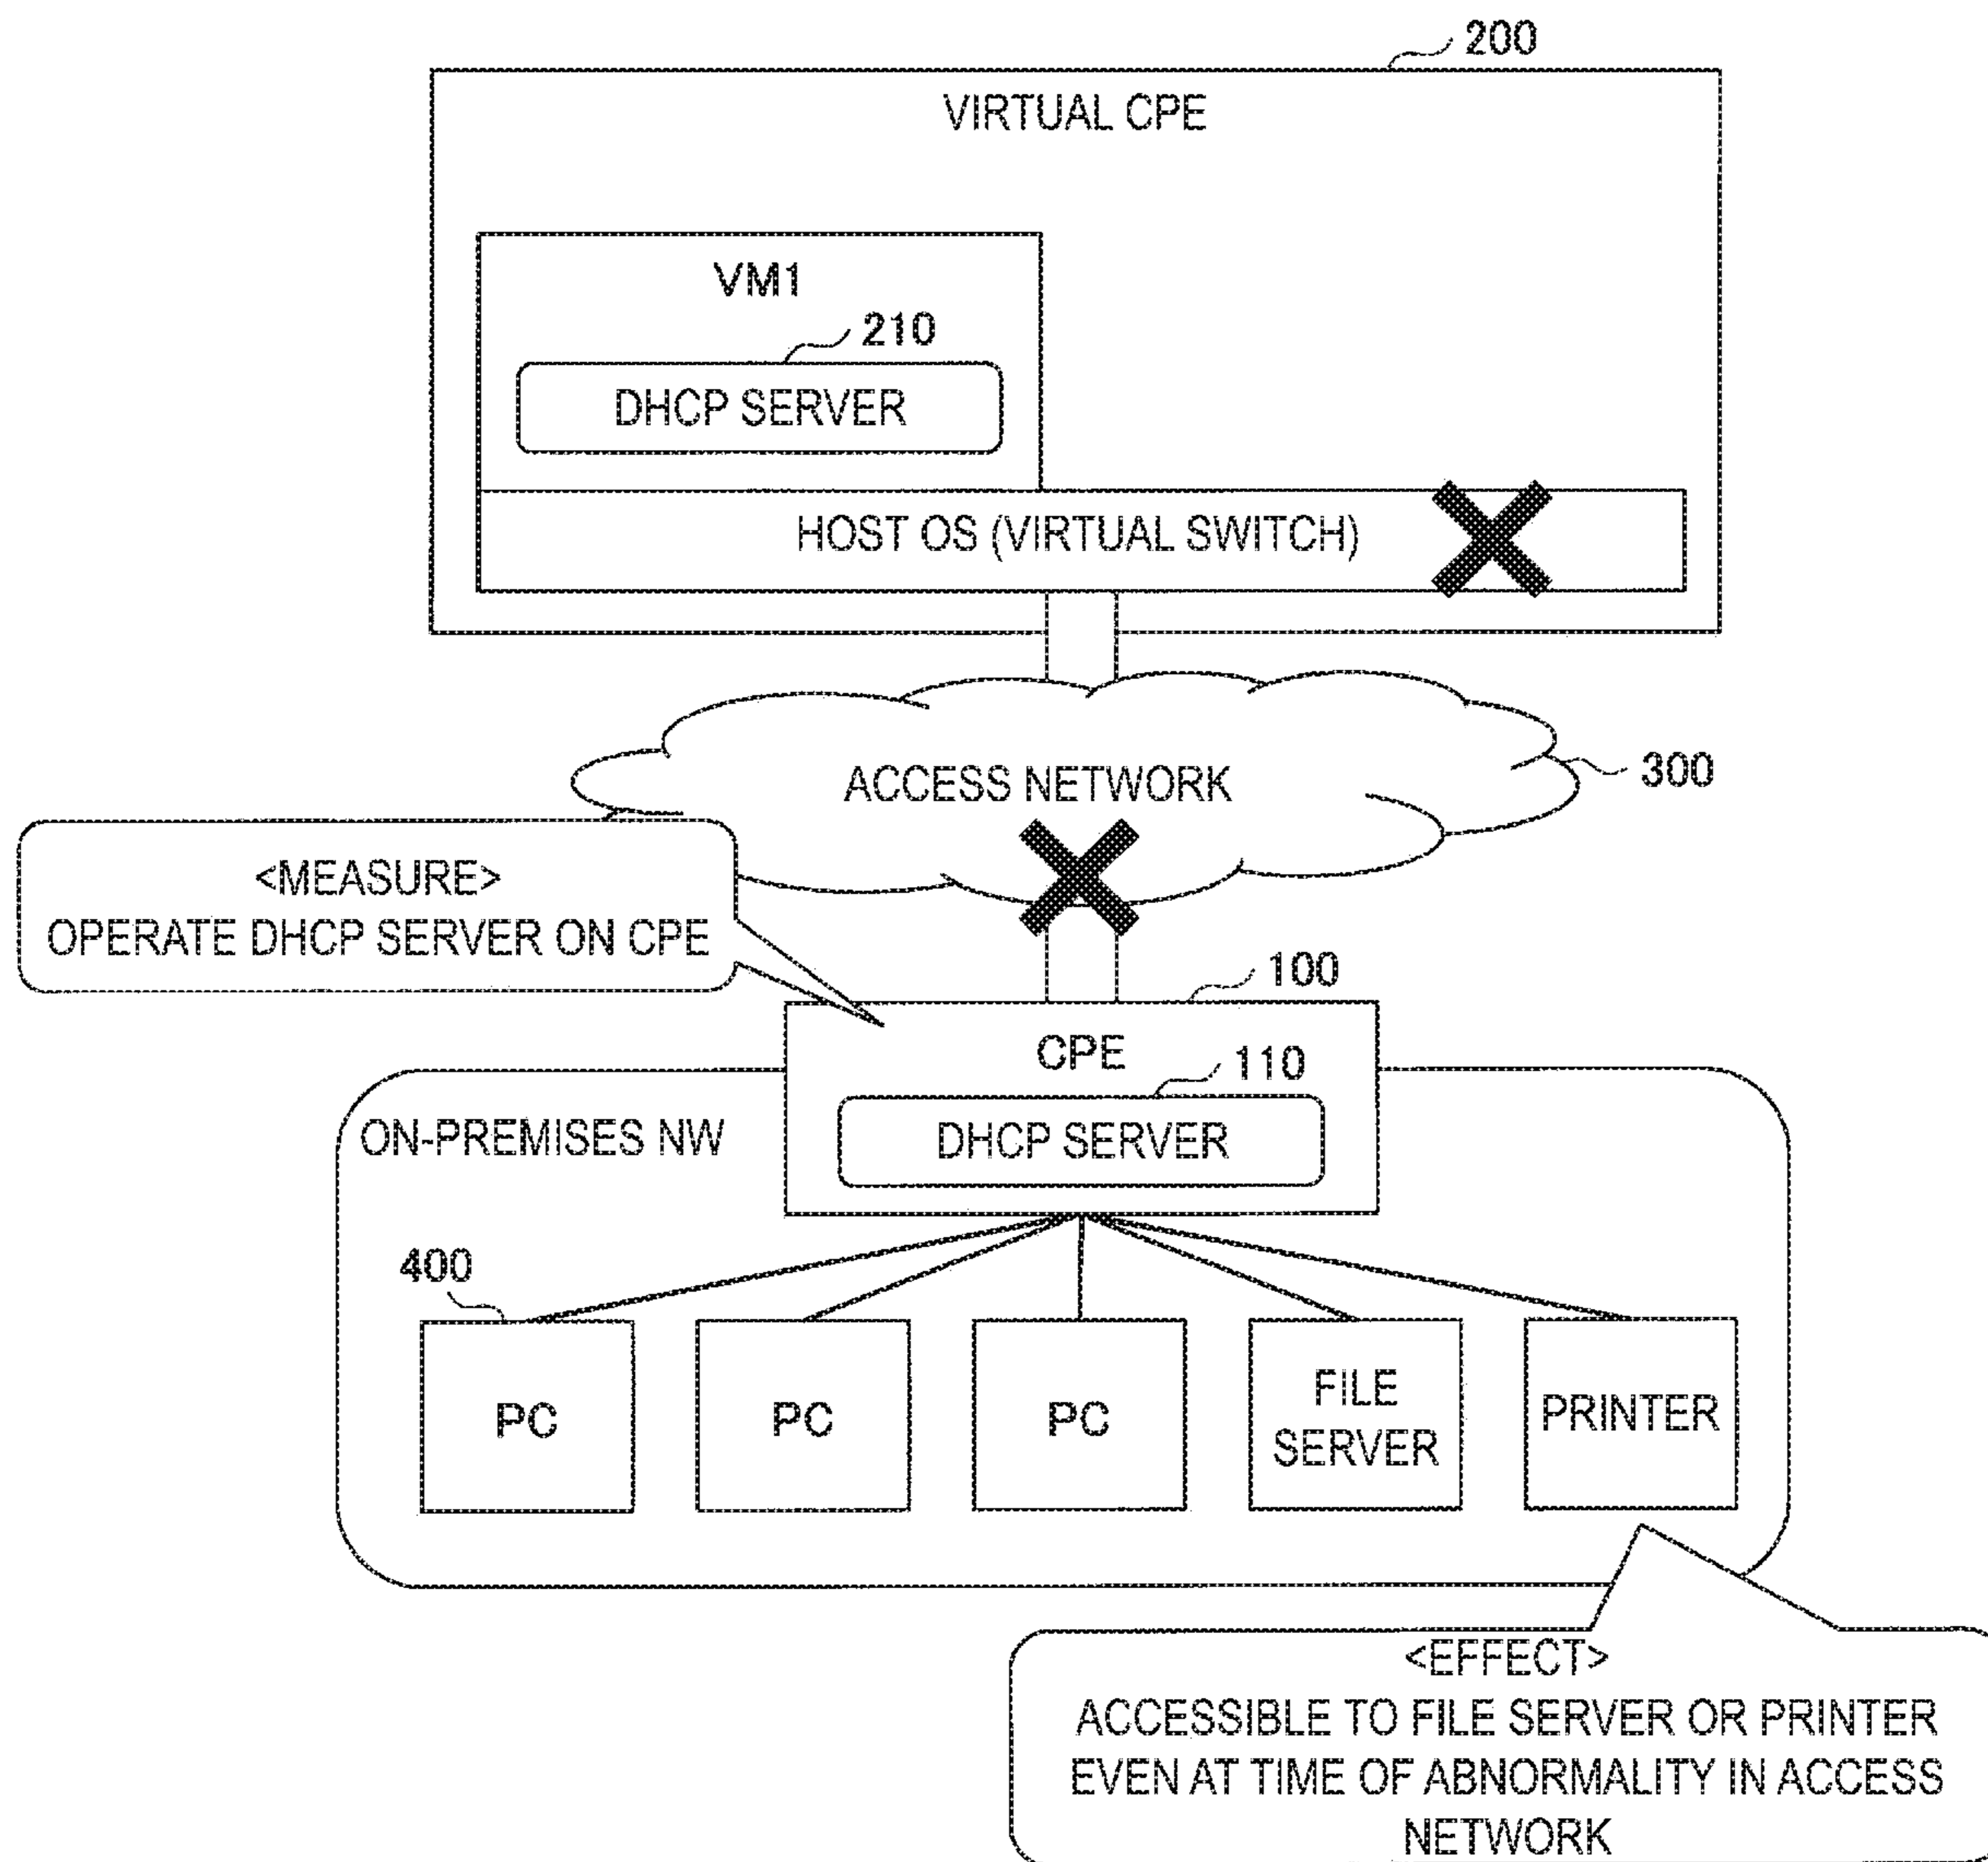 200
VIRTUAL CPE
VM1
210
DHCP SERVER
HOST OS (VIRTUAL SWITCH)
ACCESS NETWORK
300
<MEASURE>
OPERATE DHCP SERVER ON CPE
100
CPE
110
DHCP SERVER
ON-PREMISES NW
400
PC
PC
PC
FILE
SERVER
PRINTER
<EFFECT>
ACCESSIBLE TO FILE SERVER OR PRINTER
EVEN AT TIME OF ABNORMALITY IN ACCESS
NETWORK